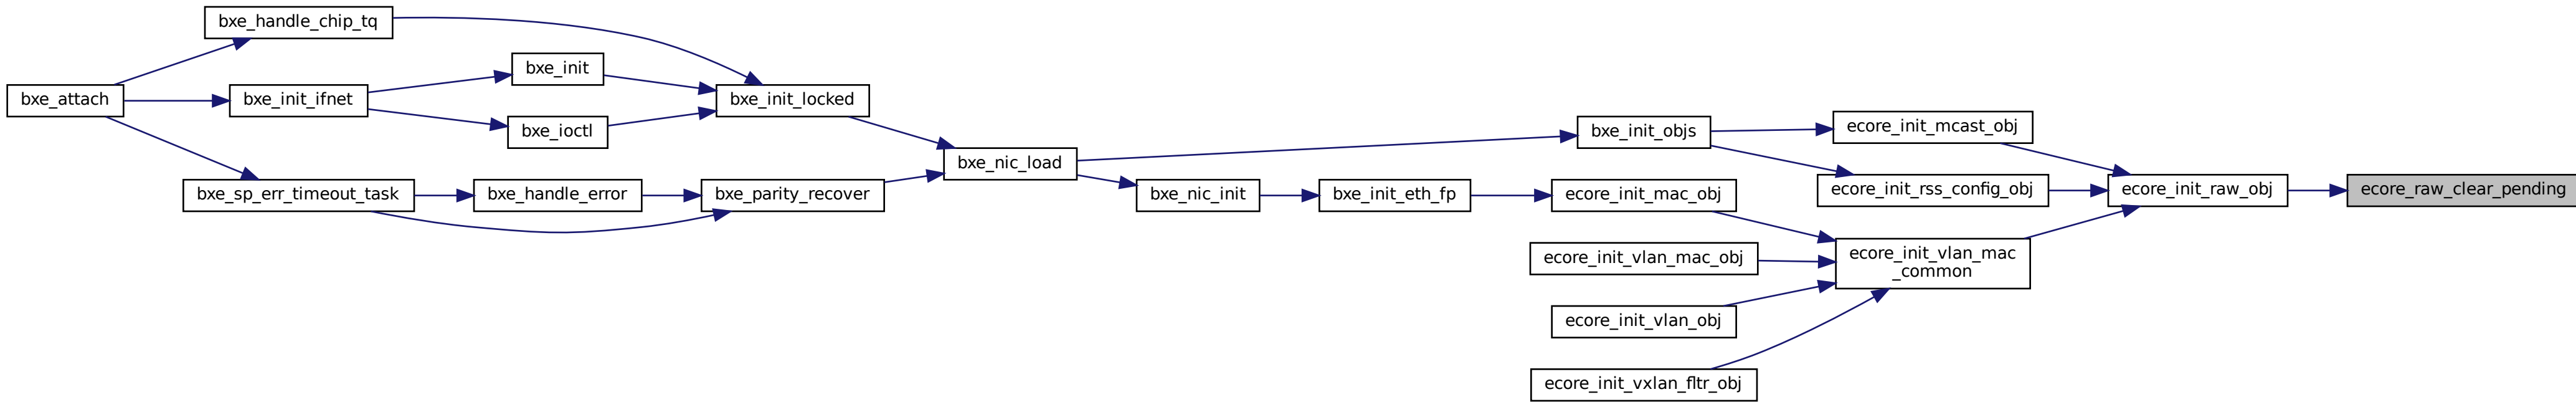 bxe_handle_chip_tq
bxe_init
bxe_attach
bxe_init_ifnet
bxe_init_locked
bxe_ioctl
bxe_nic_load
bxe_sp_err_timeout_task
bxe_handle_error
bxe_parity_recover
bxe_nic_init
bxe_init_eth_fp
bxe_init_objs
ecore_init_mcast_obj
ecore_init_mac_obj
ecore_init_rss_config_obj
ecore_init_raw_obj
ecore_raw_clear_pending
ecore_init_vlan_mac_obj
ecore_init_vlan_mac
_common
ecore_init_vlan_obj
ecore_init_vxlan_fltr_obj